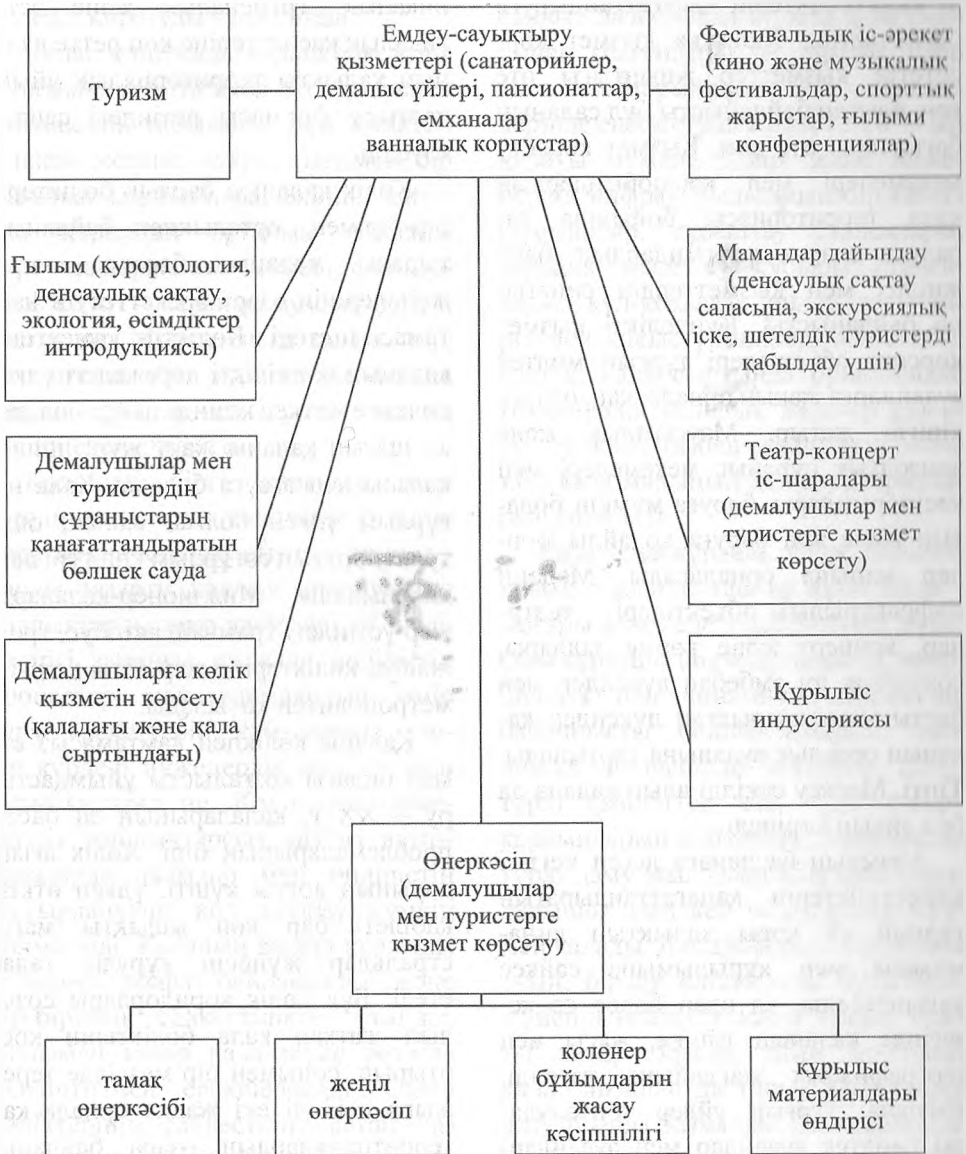 Туризм
Емдеу-сауықтыру
қызметтері (санаторийлер,
демалыс үйлері, пансионаттар,
емханалар
ванналық корпустар)
Фестивальдық іс-әрекет
(кино және музыкалық
фестивальдар, спорттық
жарыстар, ғылыми
конференциялар)
Ғылым (курортология,
денсаулық сақтау,
экология, өсімдіктер
интродукциясы)
Мамандар дайындау
(денсаулық сақтау
саласына, экскурсиялық
іске, шетелдік туристерді
қабылдау үшін)
Демалушылар мен
туристердің
сұраныстарын
қанағаттандыратын
бөлшек сауда
Театр-концерт
іс-шаралары
(демалушылар мен
туристерге қызмет
көрсету)
Демалушыларға көлік
қызметін көрсету
(қаладағы және қала
сыртындағы)
Құрылыс
индустриясы
Өнеркәсіп
(демалушылар
мен туристерге
қызмет көрсету)
тамақ
өнеркәсібі
жеңіл
өнеркәсіп
қолөнер
бұйымдарын
жасау
кәсіпшілігі
құрылыс
материалдары
өндірісі